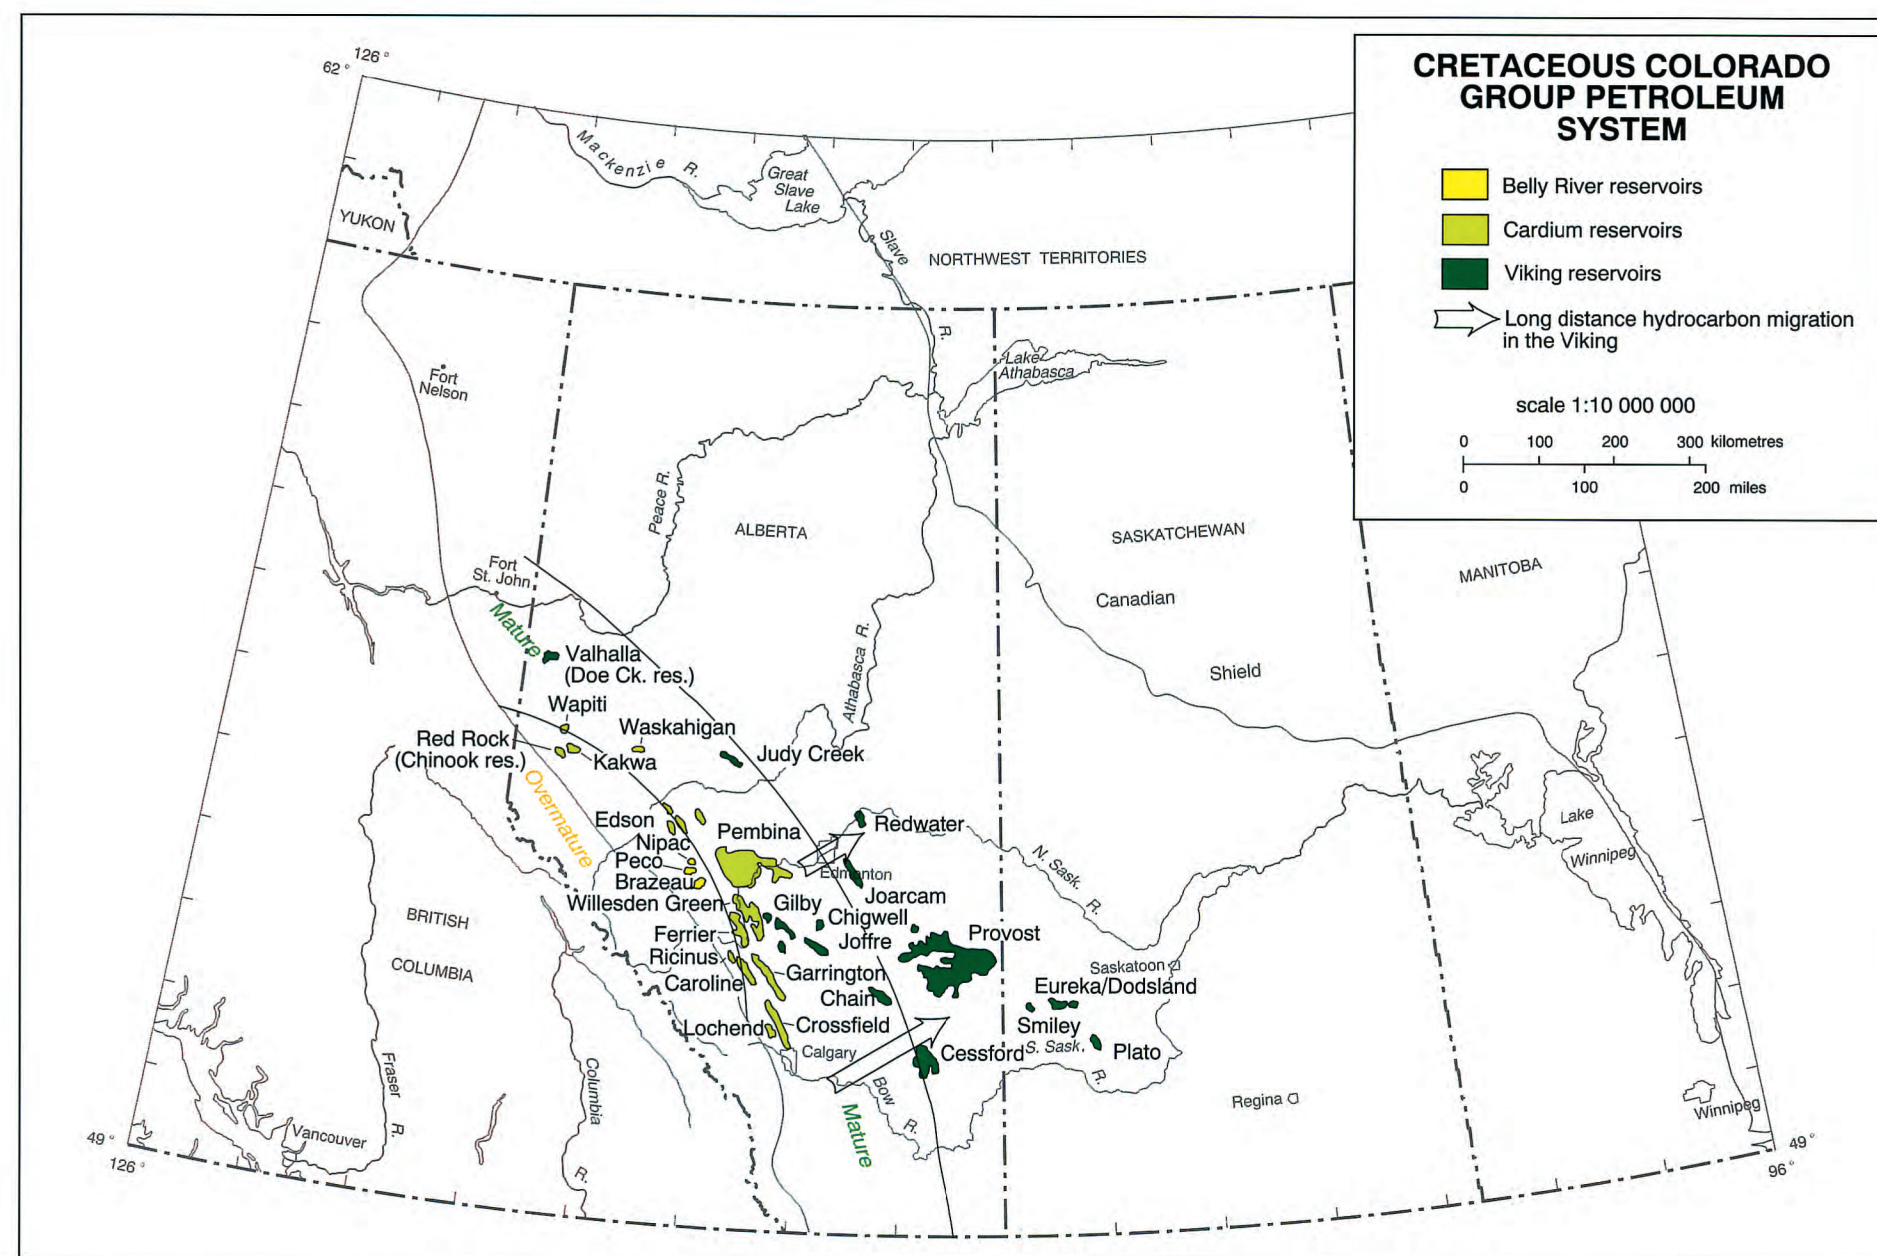 CRETACEOUS COLORADO
GROUP PETROLEUM
SYSTEM
Belly River reservoirs
Cardium reservoirs
Viking reservoirs
Long distance hydrocarbon migration
in the Viking
scale 1:10 000 000
0 100 200 300 kilometres
0 100 200 miles
126°
62°
Mackenzie R.
Great
Slave
Lake
YUKON
Slave
R.
NORTHWEST TERRITORIES
Fort
Nelson
Lake
Athabasca
Peace R.
ALBERTA
SASKATCHEWAN
MANITOBA
Canadian
Shield
Fort
St. John
Mature
Valhalla
(Doe Ck. res.)
Athabasca R.
Wapiti
Waskahigan
Red Rock
(Chinook res.)
Kakwa
Judy Creek
Overmature
Edson
Pembina
Redwater
Nipac
Peco
Brazeau
Edmonton
N. Sask. R.
Lake
Winnipeg
Joarcam
Willesden Green
Gilby
Chigwell
BRITISH
COLUMBIA
Ferrier
Joffre
Provost
Ricinus
Saskatoon
Caroline
Garrington
Eureka/Dodsland
Chain
Lochend
Crossfield
Smiley
Calgary
Cessford
S. Sask. R.
Plato
Fraser R.
Columbia R.
Bow R.
Mature
Regina
Winnipeg
Vancouver
49°
126°
49°
96°